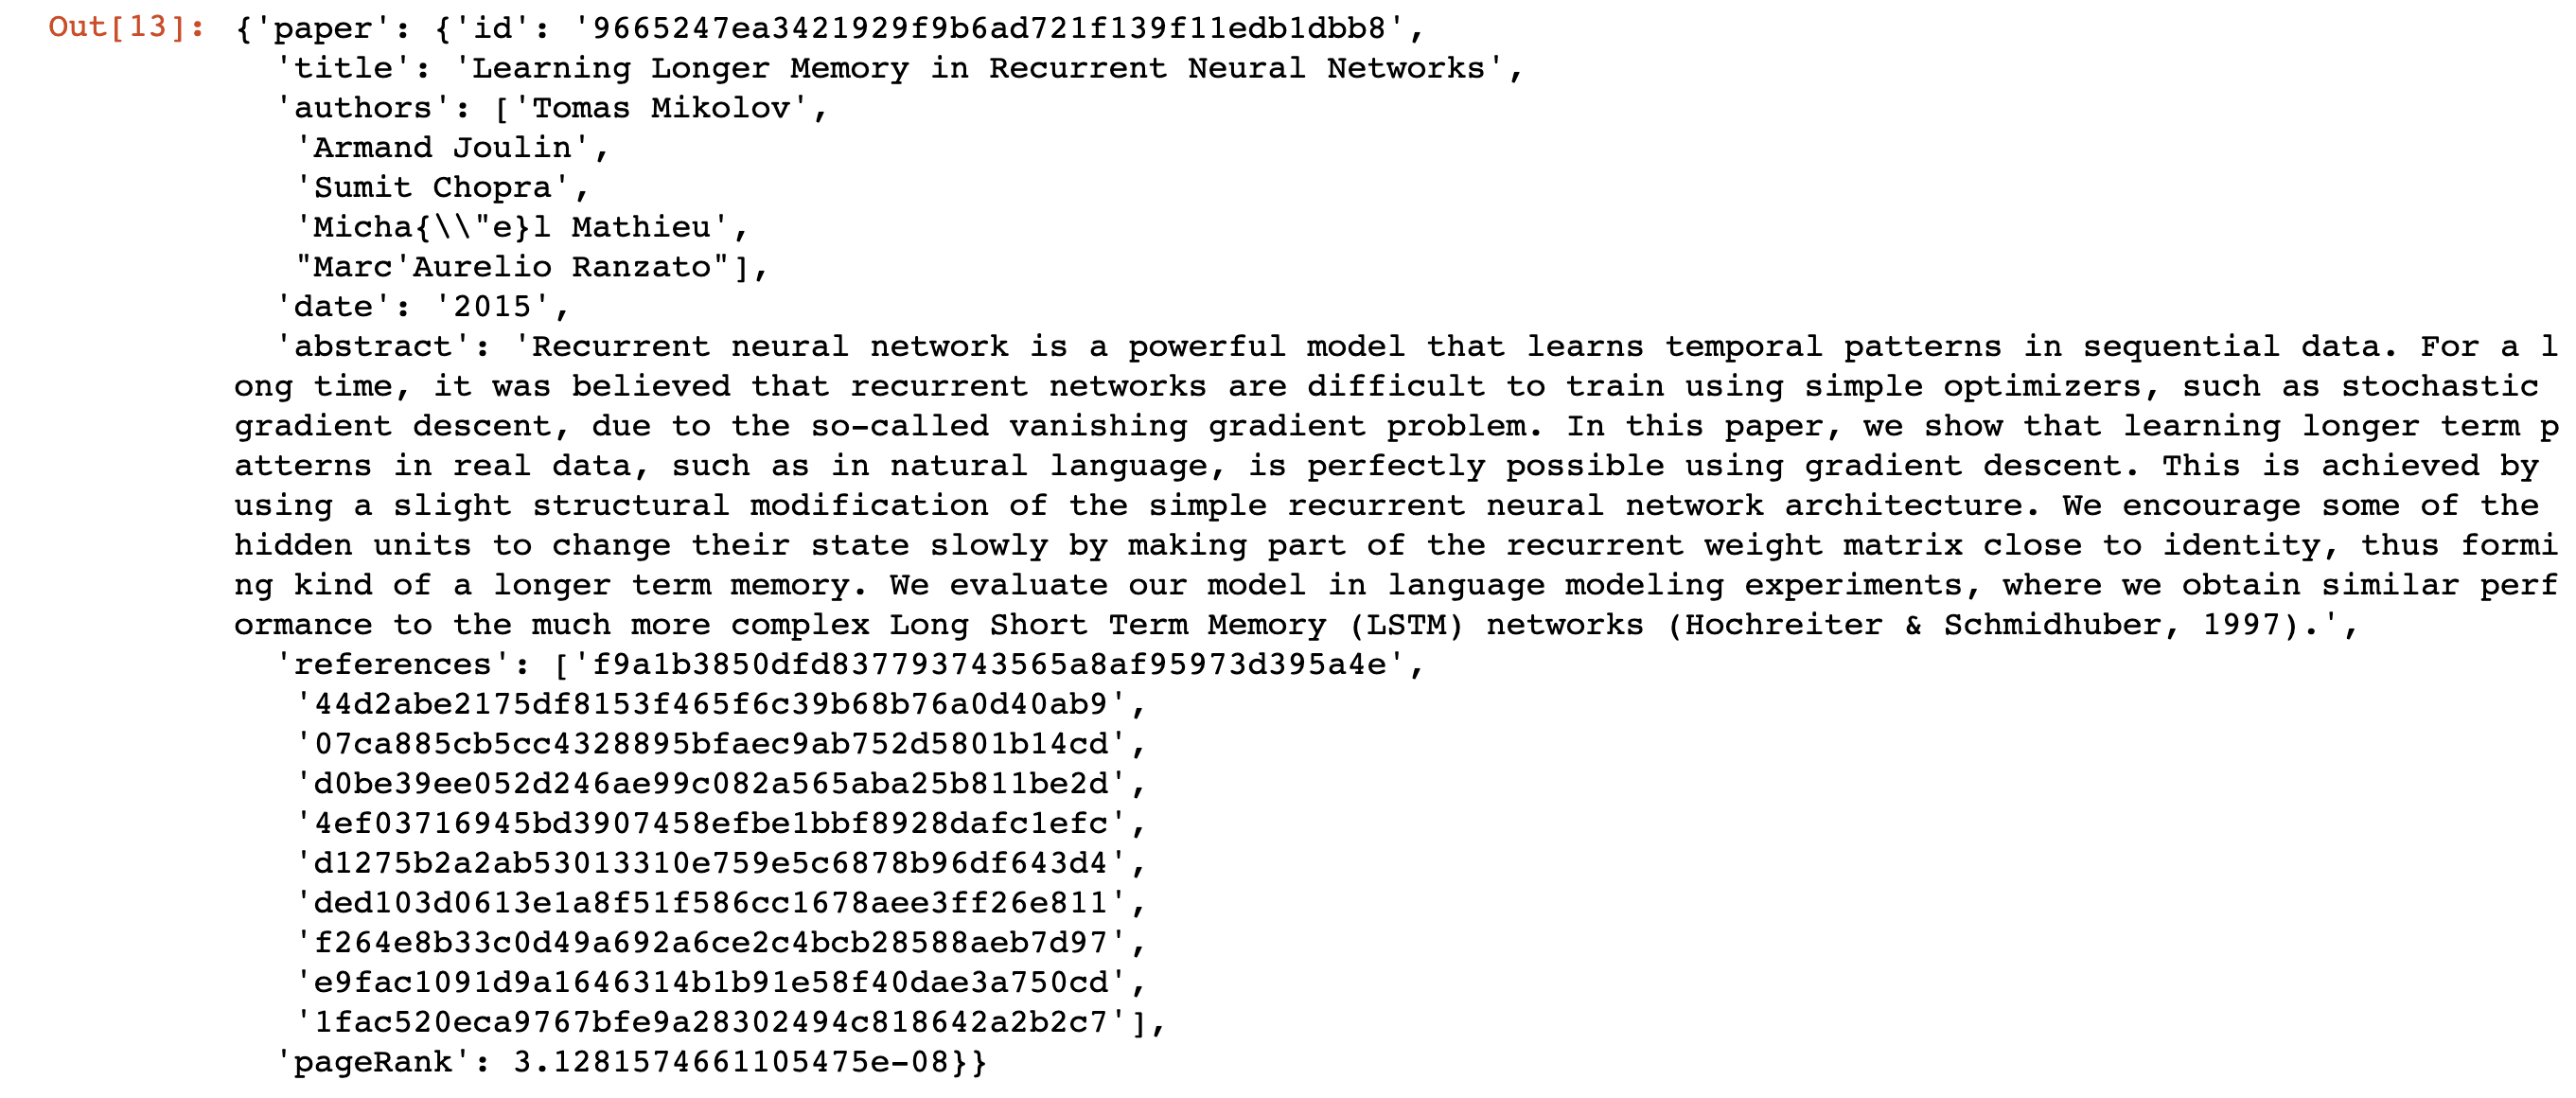 Out[13]: {'paper': {'id': '9665247ea3421929f9b6ad721f139f11edb1dbb8',
'title': 'Learning Longer Memory in Recurrent Neural Networks',
'authors': ['Tomas Mikolov',
'Armand Joulin',
'Sumit Chopra',
'Micha{\\"e}l Mathieu',
"Marc'Aurelio Ranzato"],
'date': '2015',
'abstract': 'Recurrent neural network is a powerful model that learns temporal patterns in sequential data. For a l
ong time, it was believed that recurrent networks are difficult to train using simple optimizers, such as stochastic
gradient descent, due to the so-called vanishing gradient problem. In this paper, we show that learning longer term p
atterns in real data, such as in natural language, is perfectly possible using gradient descent. This is achieved by
using a slight structural modification of the simple recurrent neural network architecture. We encourage some of the
hidden units to change their state slowly by making part of the recurrent weight matrix close to identity, thus formi
ng kind of a longer term memory. We evaluate our model in language modeling experiments, where we obtain similar perf
ormance to the much more complex Long Short Term Memory (LSTM) networks (Hochreiter & Schmidhuber, 1997).',
'references': ['f9a1b3850dfd837793743565a8af95973d395a4e',
'44d2abe2175df8153f465f6c39b68b76a0d40ab9',
'07ca885cb5cc4328895bfaec9ab752d5801b14cd',
'd0be39ee052d246ae99c082a565aba25b811be2d',
'4ef03716945bd3907458efbe1bbf8928dafc1efc',
'd1275b2a2ab53013310e759e5c6878b96df643d4',
'ded103d0613e1a8f51f586cc1678aee3ff26e811',
'f264e8b33c0d49a692a6ce2c4bcb28588aeb7d97',
'e9fac1091d9a1646314b1b91e58f40dae3a750cd',
'1fac520eca9767bfe9a28302494c818642a2b2c7'],
'pageRank': 3.1281574661105475e-08}}